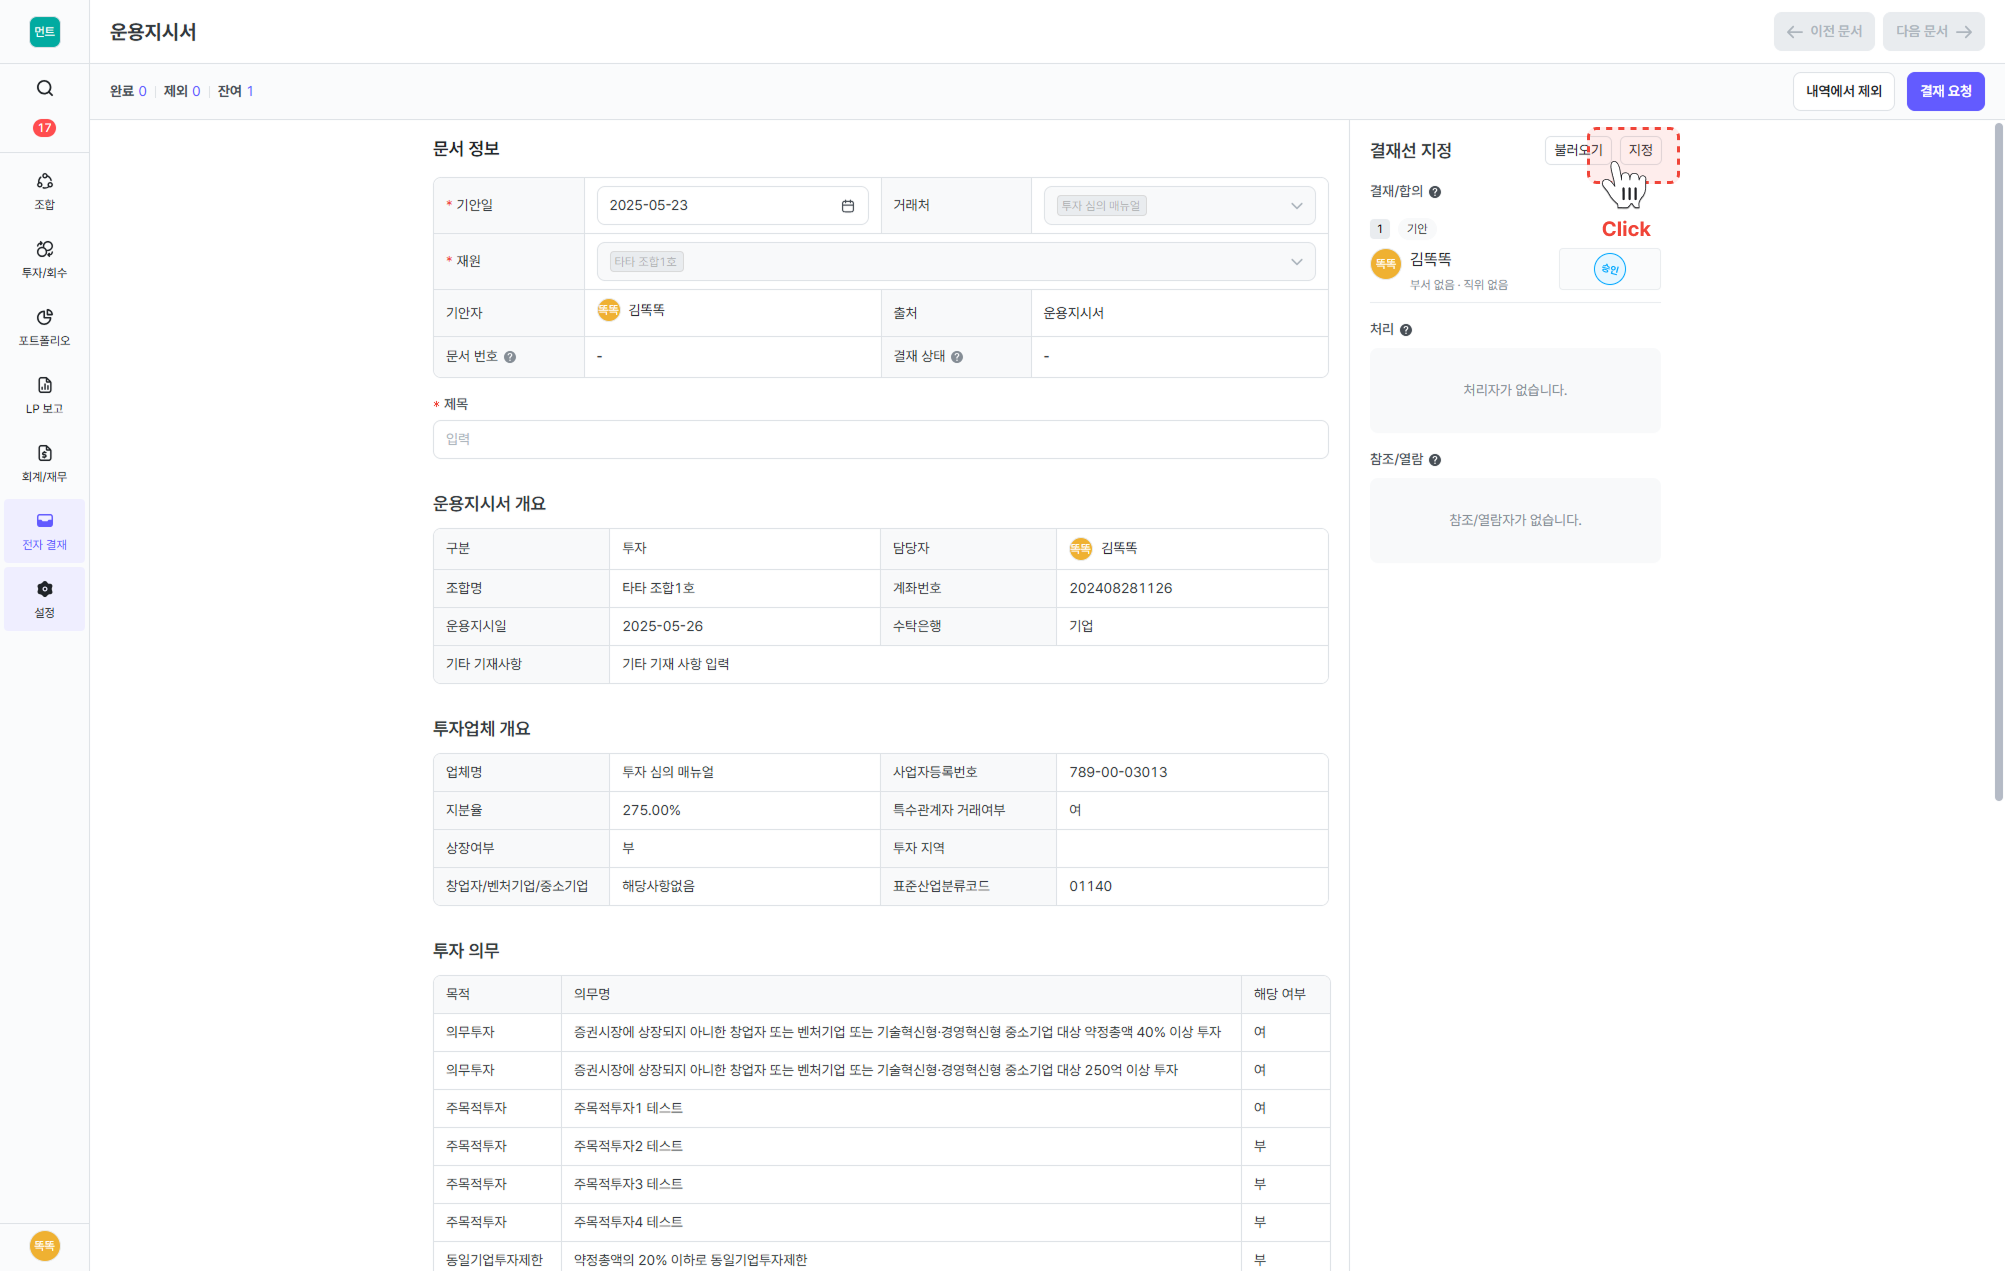 먼트
운용지시서
이전 문서
다음 문서
17
조합
투자/회수
포트폴리오
LP 보고
회계/재무
전자 결재
설정
똑똑
완료 0 제외 0 잔여 1
내역에서 제외
결재 요청
문서 정보
* 기안일 2025-05-23 거래처 투자 심의 매뉴얼
* 재원 타타 조합1호
기안자 똑똑 김똑똑 출처 운용지시서
문서 번호 ? - 결재 상태 ? -
* 제목
입력
운용지시서 개요
구분 투자 담당자 똑똑 김똑똑
조합명 타타 조합1호 계좌번호 202408281126
운용지시일 2025-05-26 수탁은행 기업
기타 기재사항 기타 기재 사항 입력
투자업체 개요
업체명 투자 심의 매뉴얼 사업자등록번호 789-00-03013
지분율 275.00% 특수관계자 거래여부 여
상장여부 부 투자 지역
창업자/벤처기업/중소기업 해당사항없음 표준산업분류코드 01140
투자 의무
목적 의무명 해당 여부
의무투자 증권시장에 상장되지 아니한 창업자 또는 벤처기업 또는 기술혁신형·경영혁신형 중소기업 대상 약정총액 40% 이상 투자 여
의무투자 증권시장에 상장되지 아니한 창업자 또는 벤처기업 또는 기술혁신형·경영혁신형 중소기업 대상 250억 이상 투자 여
주목적투자 주목적투자1 테스트 여
주목적투자 주목적투자2 테스트 부
주목적투자 주목적투자3 테스트 부
주목적투자 주목적투자4 테스트 부
동일기업투자제한 약정총액의 20% 이하로 동일기업투자제한 부
결재선 지정 불러오기 지정
결재/합의 ?
Click
1 기안
똑똑 김똑똑 승인
부서 없음 · 직위 없음
처리 ?
처리자가 없습니다.
참조/열람 ?
참조/열람자가 없습니다.